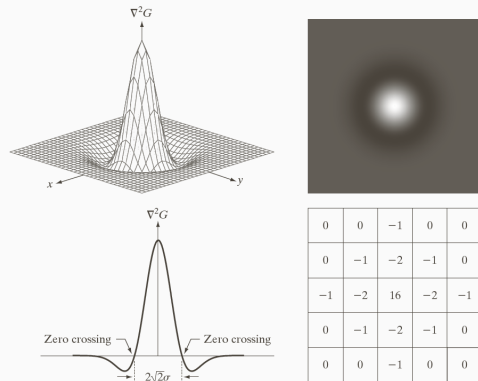 ∇²G
x
y
∇²G
Zero crossing
Zero crossing
2√2σ
0 0 −1 0 0
0 −1 −2 −1 0
−1 −2 16 −2 −1
0 −1 −2 −1 0
0 0 −1 0 0